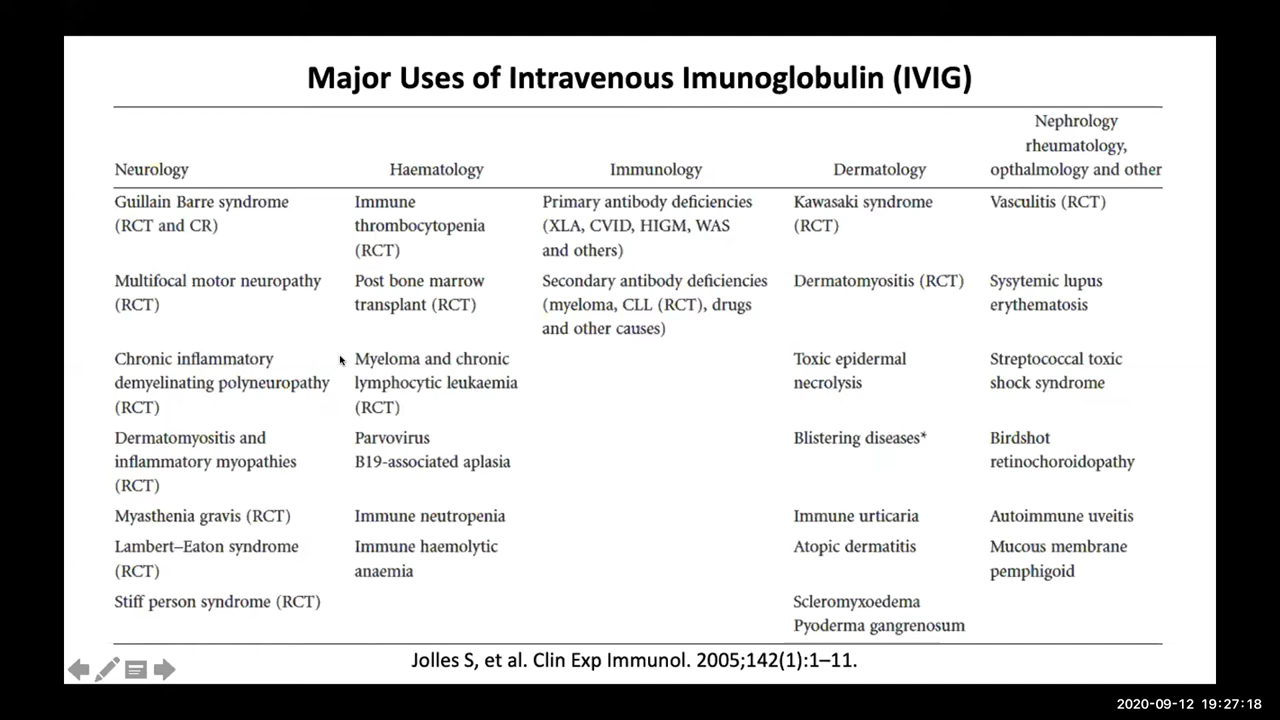 Major Uses of Intravenous Imunoglobulin (IVIG)
Neurology
Haematology
Immunology
Dermatology
Nephrology
rheumatology,
opthalmology and other
Guillain Barre syndrome
(RCT and CR)
Immune
thrombocytopenia
(RCT)
Primary antibody deficiencies
(XLA, CVID, HIGM, WAS
and others)
Kawasaki syndrome
(RCT)
Vasculitis (RCT)
Multifocal motor neuropathy
(RCT)
Post bone marrow
transplant (RCT)
Secondary antibody deficiencies
(myeloma, CLL (RCT), drugs
and other causes)
Dermatomyositis (RCT)
Sysytemic lupus
erythematosis
Chronic inflammatory
demyelinating polyneuropathy
(RCT)
Myeloma and chronic
lymphocytic leukaemia
(RCT)
Toxic epidermal
necrolysis
Streptococcal toxic
shock syndrome
Dermatomyositis and
inflammatory myopathies
(RCT)
Parvovirus
B19-associated aplasia
Blistering diseases*
Birdshot
retinochoroidopathy
Myasthenia gravis (RCT)
Immune neutropenia
Immune urticaria
Autoimmune uveitis
Lambert–Eaton syndrome
(RCT)
Immune haemolytic
anaemia
Atopic dermatitis
Mucous membrane
pemphigoid
Stiff person syndrome (RCT)
Scleromyxoedema
Pyoderma gangrenosum
Jolles S, et al. Clin Exp Immunol. 2005;142(1):1–11.
2020-09-12 19:27:18